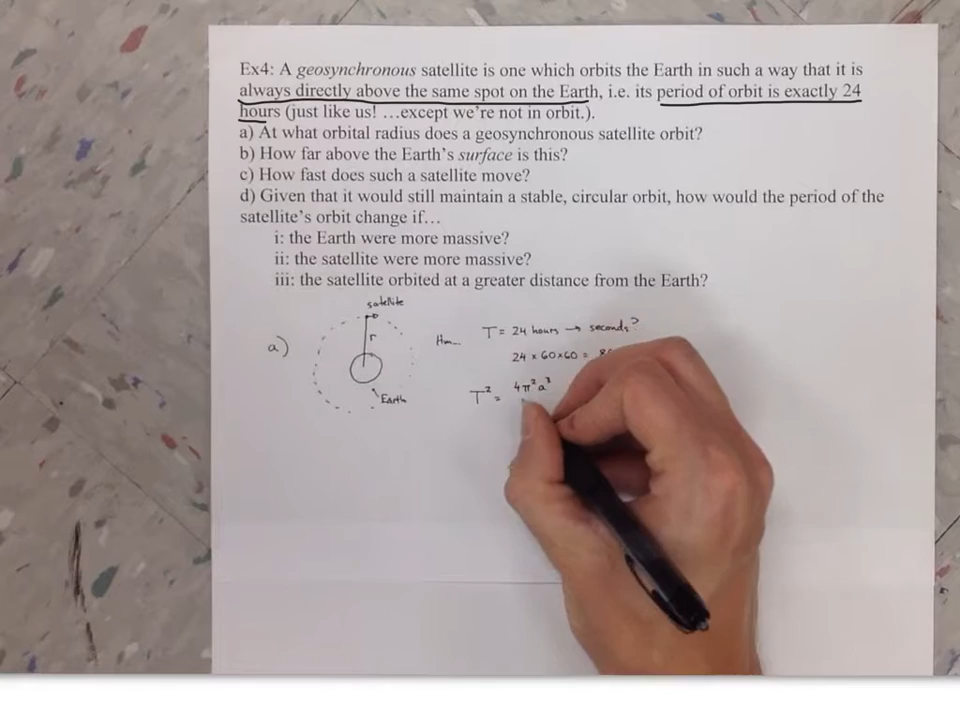 Ex4: A geosynchronous satellite is one which orbits the Earth in such a way that it is
always directly above the same spot on the Earth, i.e. its period of orbit is exactly 24
hours (just like us! …except we're not in orbit.).
a) At what orbital radius does a geosynchronous satellite orbit?
b) How far above the Earth's surface is this?
c) How fast does such a satellite move?
d) Given that it would still maintain a stable, circular orbit, how would the period of the
satellite's orbit change if…
i: the Earth were more massive?
ii: the satellite were more massive?
iii: the satellite orbited at a greater distance from the Earth?
a)
satellite
r
Earth
Hm... T = 24 hours → seconds?
24 × 60×60 =
T² = 4π²a³